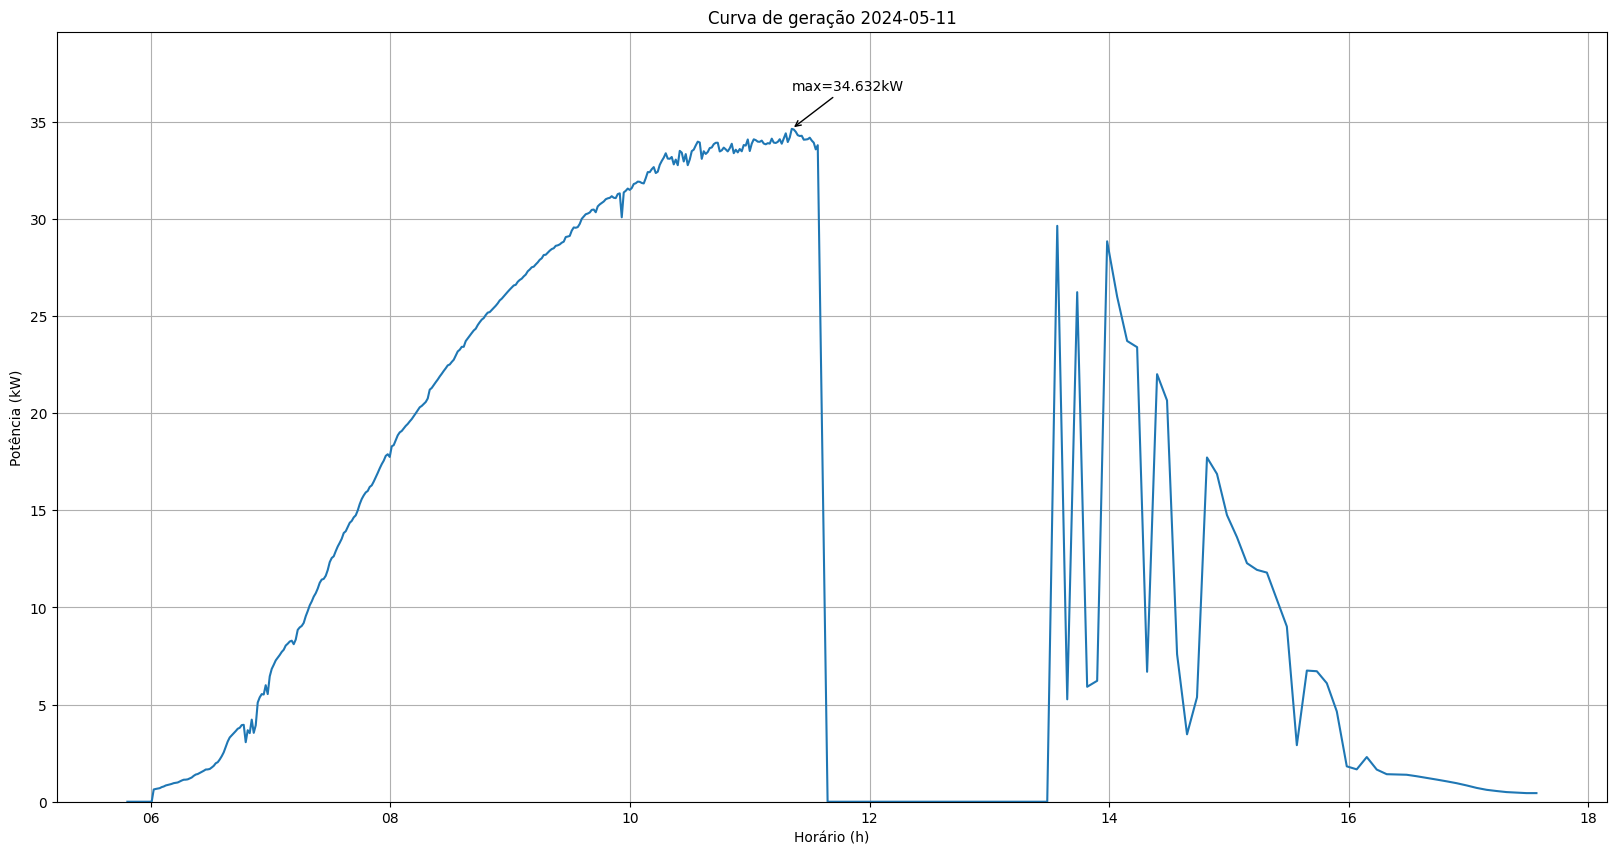 Curva de geração 2024-05-11
max=34.632kW
Potência (kW)
35
30
25
20
15
10
5
0
06 08 10 12 14 16 18
Horário (h)